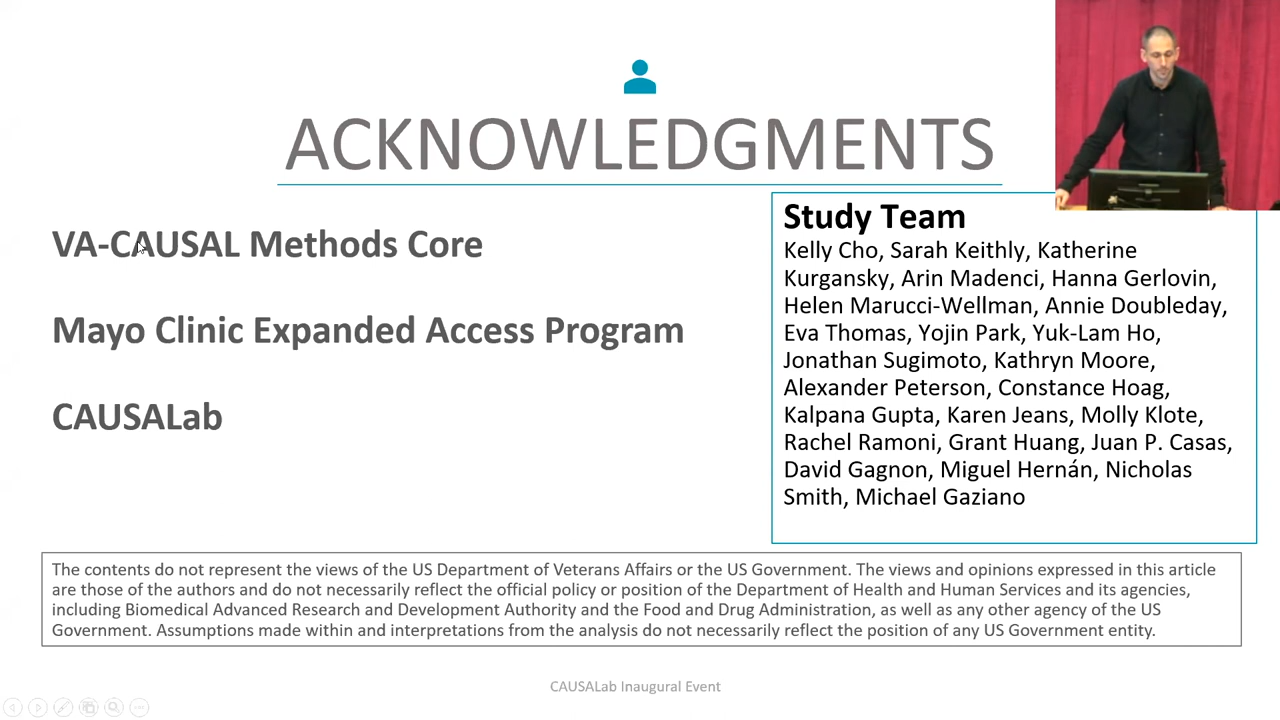 ACKNOWLEDGMENTS
VA-CAUSAL Methods Core
Mayo Clinic Expanded Access Program
CAUSALab
Study Team
Kelly Cho, Sarah Keithly, Katherine
Kurgansky, Arin Madenci, Hanna Gerlovin,
Helen Marucci-Wellman, Annie Doubleday,
Eva Thomas, Yojin Park, Yuk-Lam Ho,
Jonathan Sugimoto, Kathryn Moore,
Alexander Peterson, Constance Hoag,
Kalpana Gupta, Karen Jeans, Molly Klote,
Rachel Ramoni, Grant Huang, Juan P. Casas,
David Gagnon, Miguel Hernán, Nicholas
Smith, Michael Gaziano
The contents do not represent the views of the US Department of Veterans Affairs or the US Government. The views and opinions expressed in this article
are those of the authors and do not necessarily reflect the official policy or position of the Department of Health and Human Services and its agencies,
including Biomedical Advanced Research and Development Authority and the Food and Drug Administration, as well as any other agency of the US
Government. Assumptions made within and interpretations from the analysis do not necessarily reflect the position of any US Government entity.
CAUSALab Inaugural Event